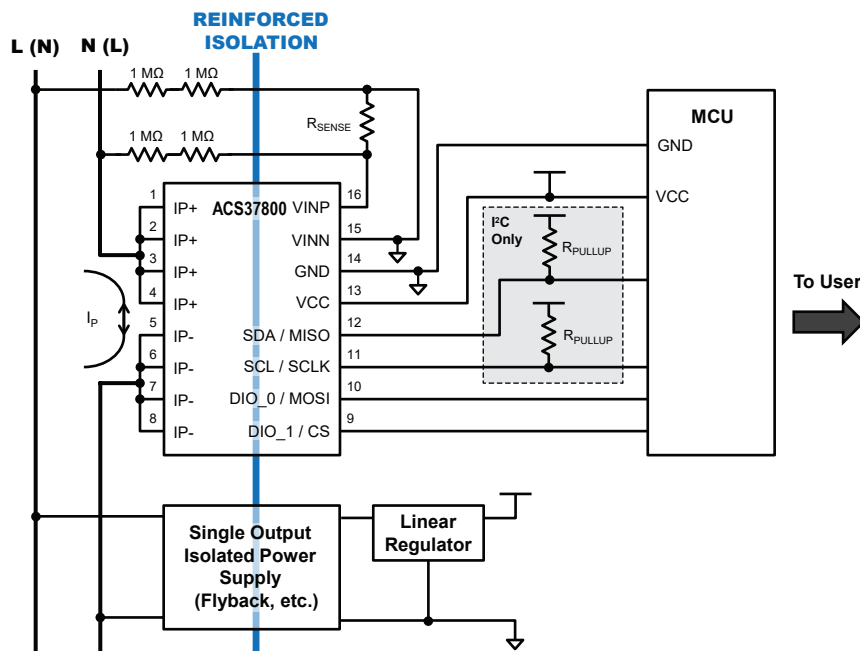 REINFORCED
ISOLATION
L (N)
N (L)
1 MΩ
1 MΩ
1 MΩ
1 MΩ
RSENSE
MCU
GND
VCC
ACS37800
1
IP+
2
IP+
3
IP+
4
IP+
5
IP-
6
IP-
7
IP-
8
IP-
IP
VINP
16
VINN
15
GND
14
VCC
13
SDA / MISO
12
SCL / SCLK
11
DIO_0 / MOSI
10
DIO_1 / CS
9
I²C
Only
RPULLUP
RPULLUP
To User
Single Output
Isolated Power
Supply
(Flyback, etc.)
Linear
Regulator